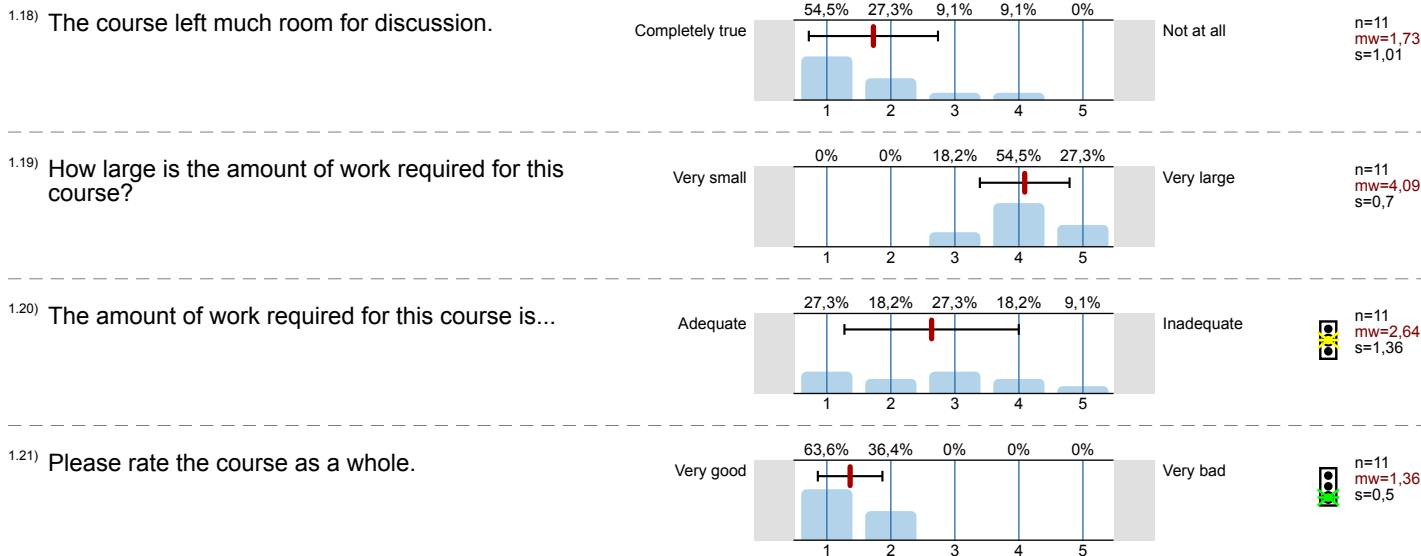 54,5% 27,3% 9,1% 9,1% 0%
1.18) The course left much room for discussion.
Completely true
Not at all
n=11
mw=1,73
s=1,01
1 2 3 4 5
0% 0% 18,2% 54,5% 27,3%
1.19) How large is the amount of work required for this
course?
Very small
Very large
n=11
mw=4,09
s=0,7
1 2 3 4 5
27,3% 18,2% 27,3% 18,2% 9,1%
1.20) The amount of work required for this course is...
Adequate
Inadequate
n=11
mw=2,64
s=1,36
1 2 3 4 5
63,6% 36,4% 0% 0% 0%
1.21) Please rate the course as a whole.
Very good
Very bad
n=11
mw=1,36
s=0,5
1 2 3 4 5